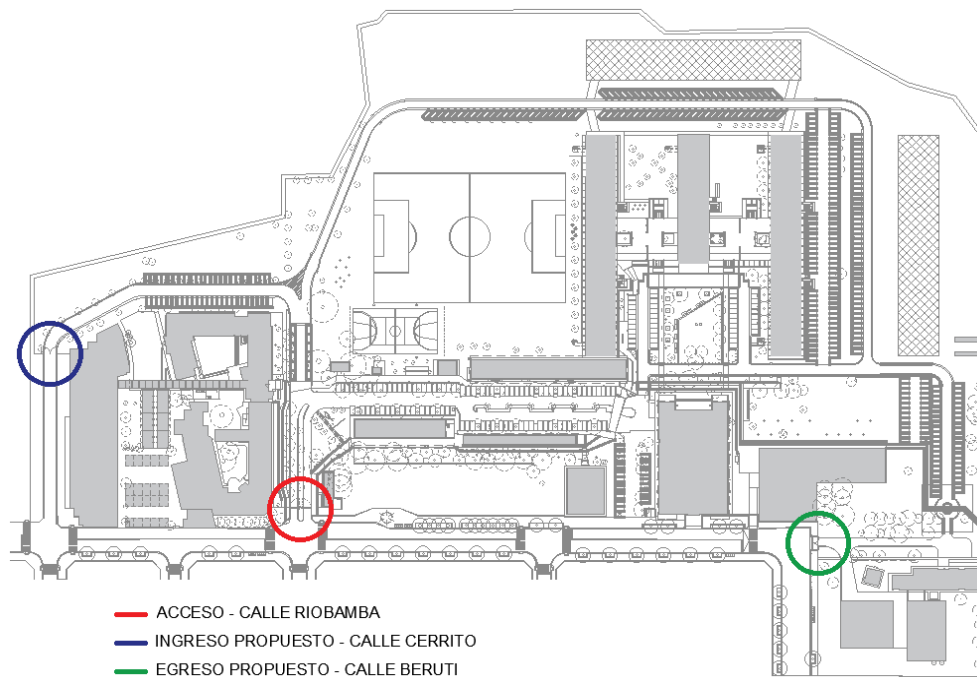 ACCESO - CALLE RIOBAMBA
INGRESO PROPUESTO - CALLE CERRITO
EGRESO PROPUESTO - CALLE BERUTI